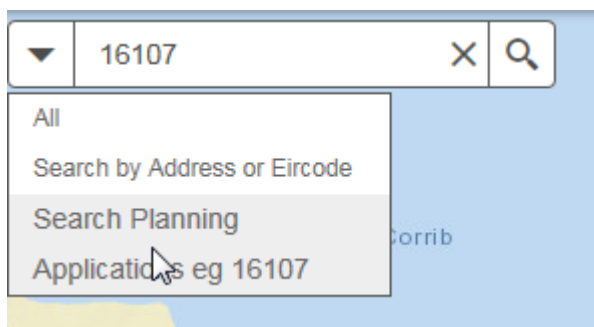 16107
All
Search by Address or Eircode
Search Planning
Applications eg 16107
Corrib